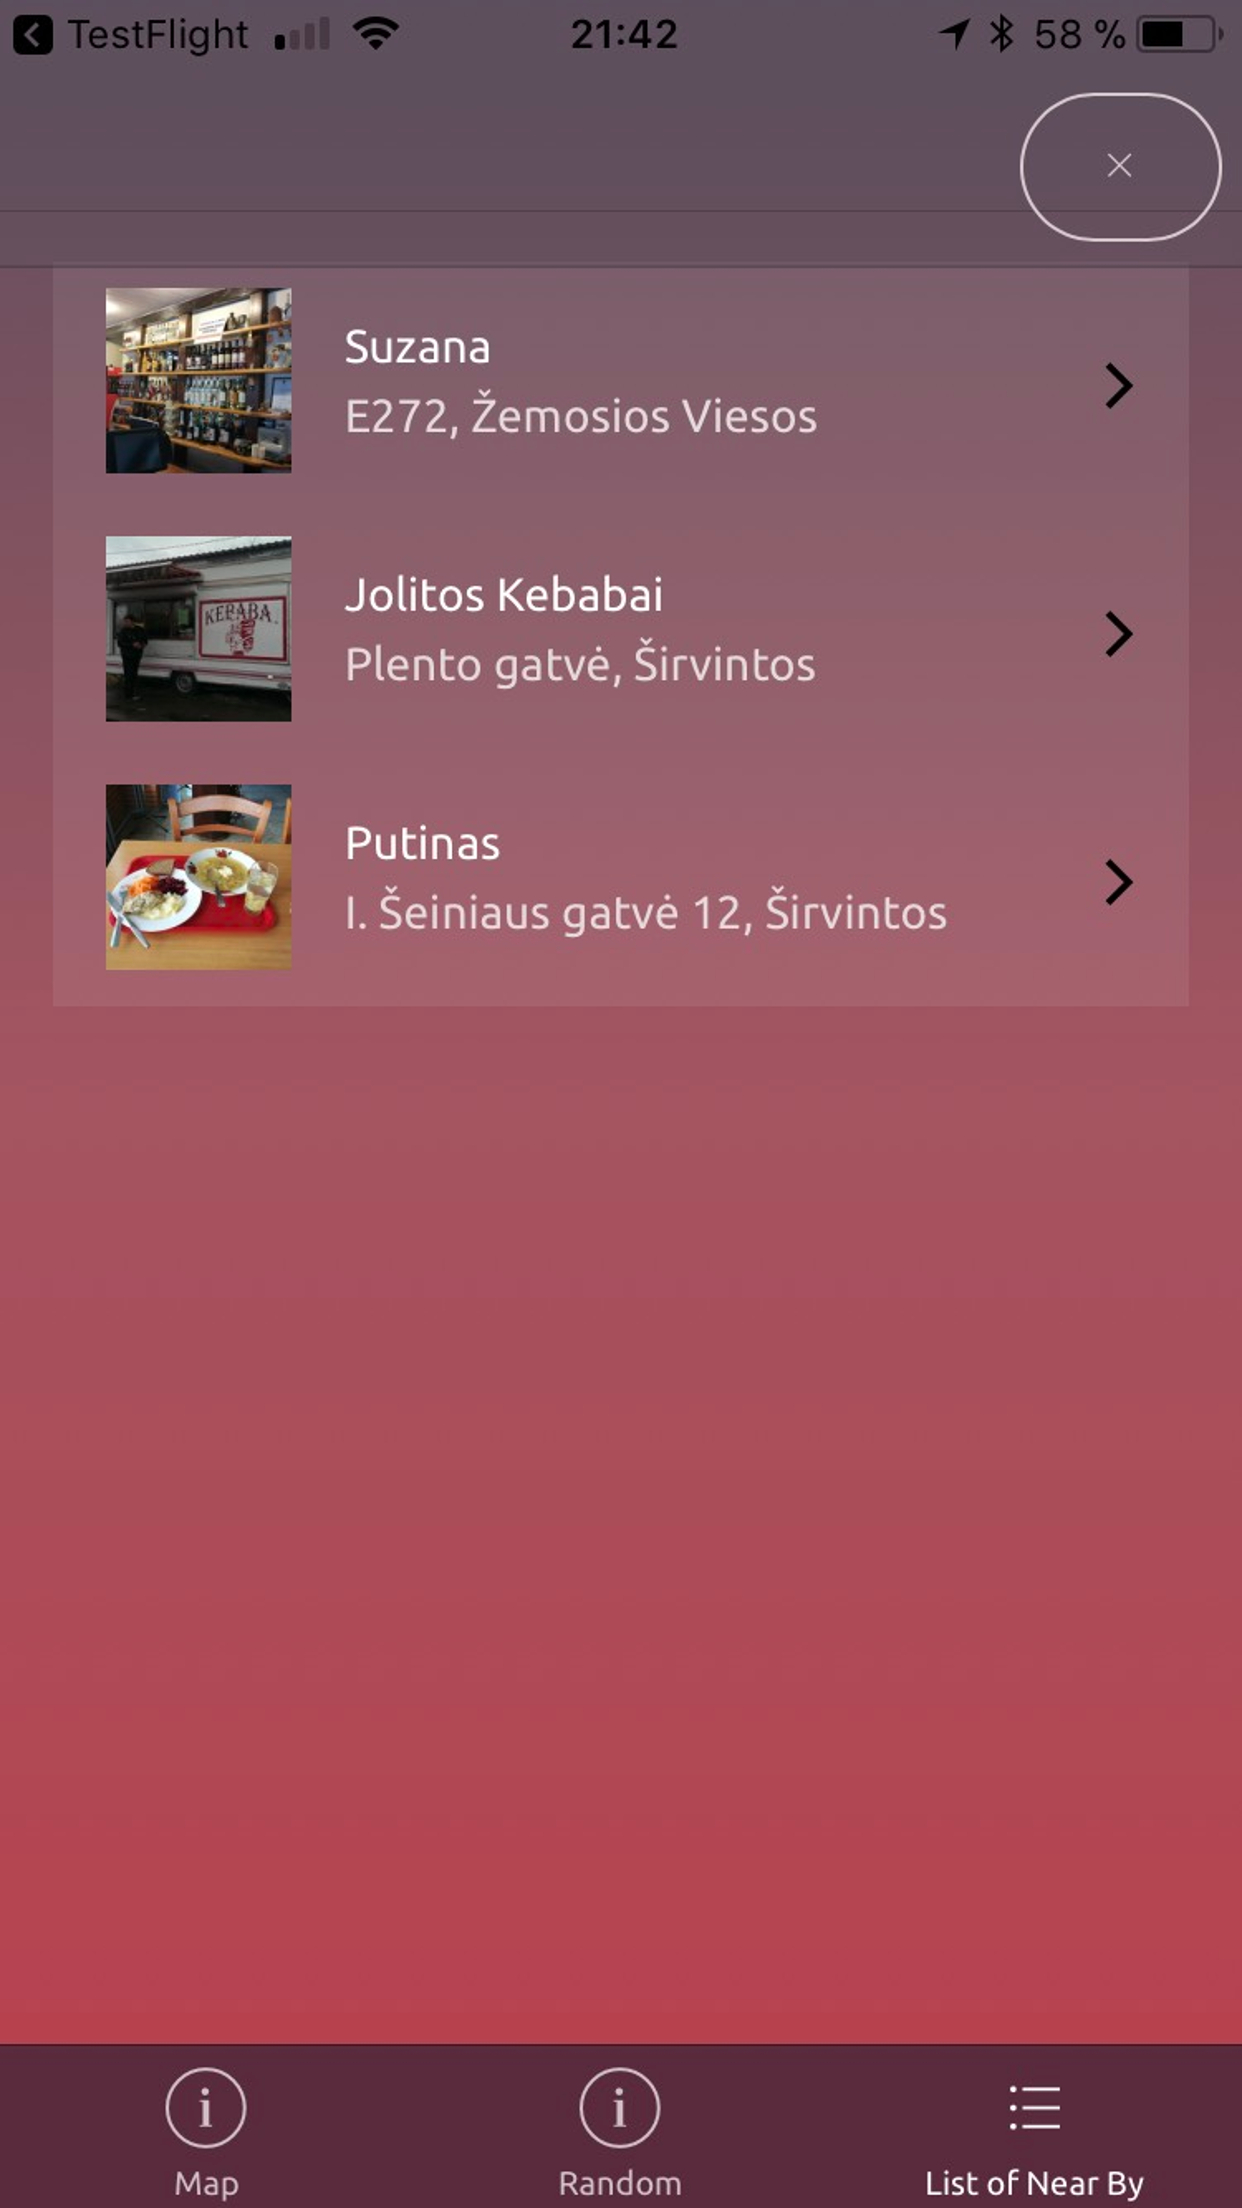 TestFlight 21:42 58 %
Suzana
E272, Žemosios Viesos
KEBABA
Jolitos Kebabai
Plento gatvė, Širvintos
Putinas
I. Šeiniaus gatvė 12, Širvintos
Map Random List of Near By